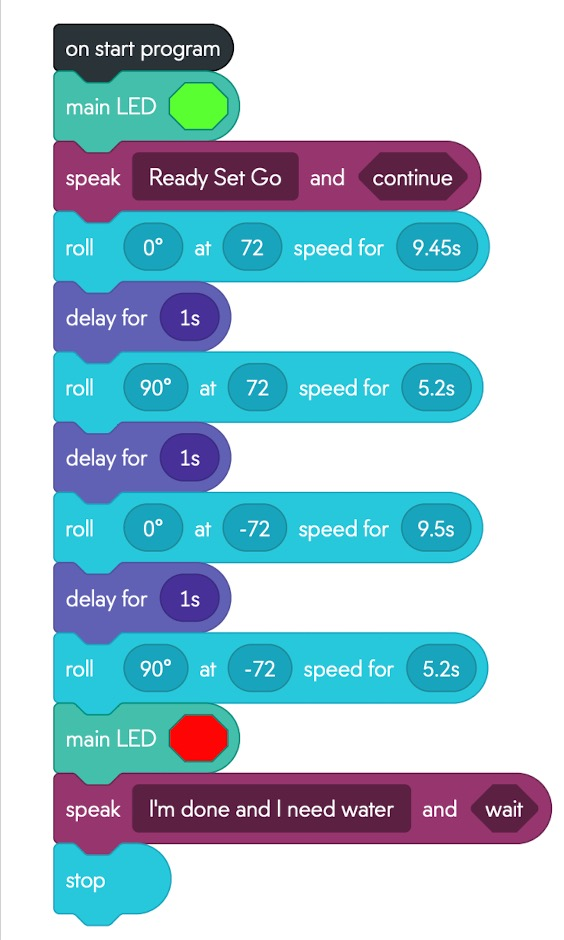 on start program
main LED
speak Ready Set Go and continue
roll 0° at 72 speed for 9.45s
delay for 1s
roll 90° at 72 speed for 5.2s
delay for 1s
roll 0° at -72 speed for 9.5s
delay for 1s
roll 90° at -72 speed for 5.2s
main LED
speak I'm done and I need water and wait
stop